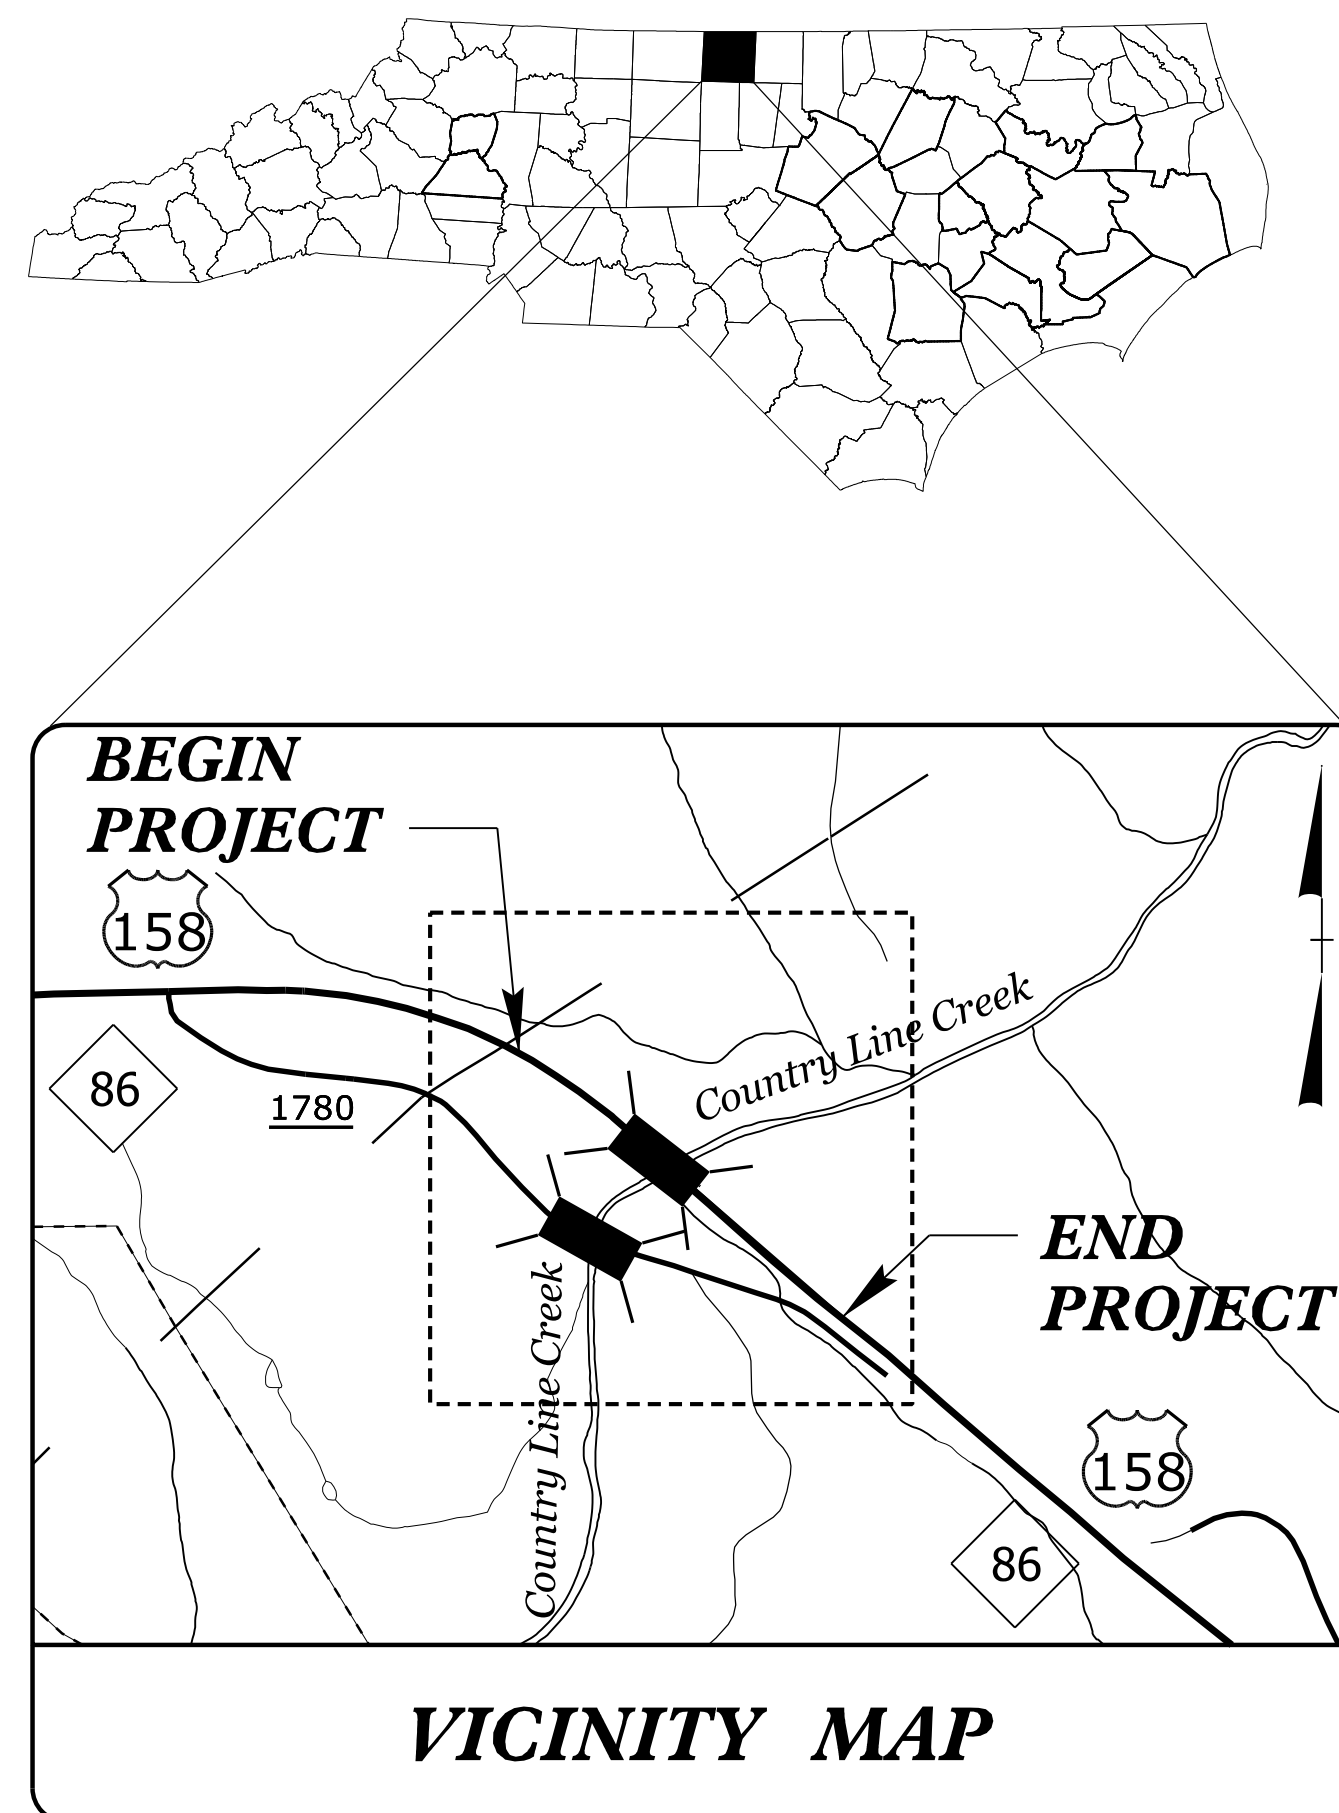 BEGIN
PROJECT
158
Country Line Creek
86
1780
END
PROJECT
Country Line Creek
158
86
VICINITY MAP